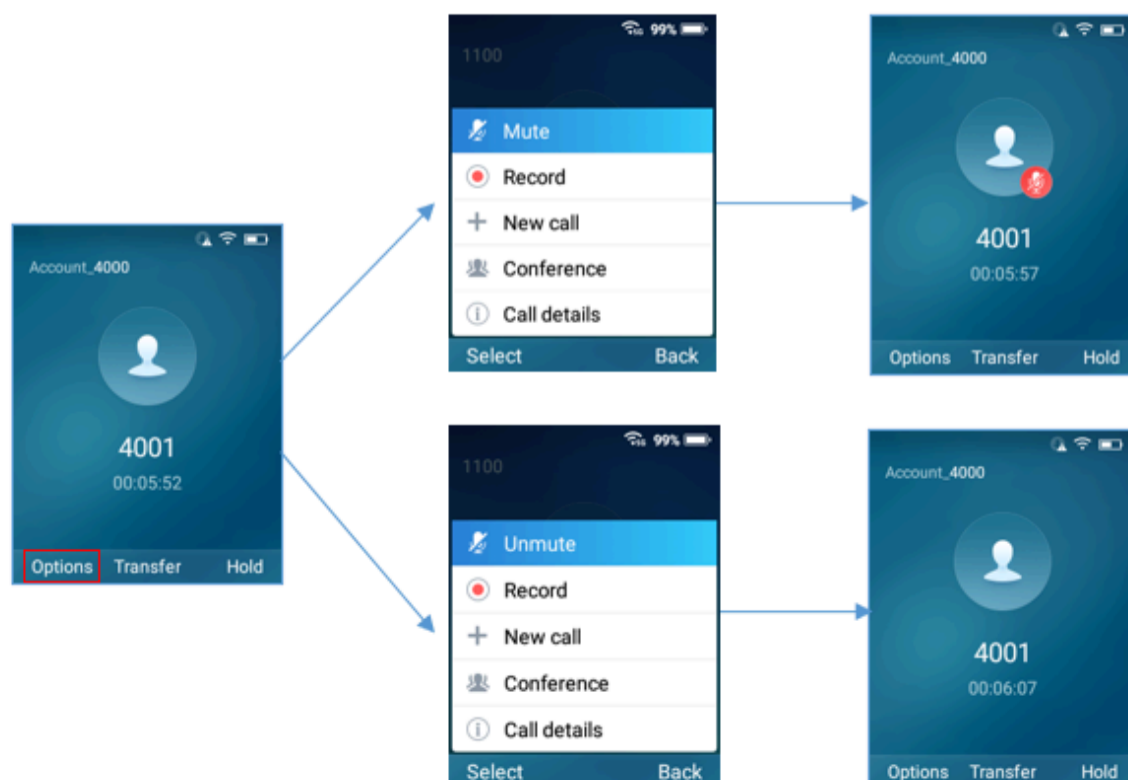 Account_4000
4001
00:05:52
Options Transfer Hold
5G 99%
1100
Mute
Record
New call
Conference
Call details
Select Back
Account_4000
4001
00:05:57
Options Transfer Hold
5G 99%
1100
Unmute
Record
New call
Conference
Call details
Select Back
Account_4000
4001
00:06:07
Options Transfer Hold